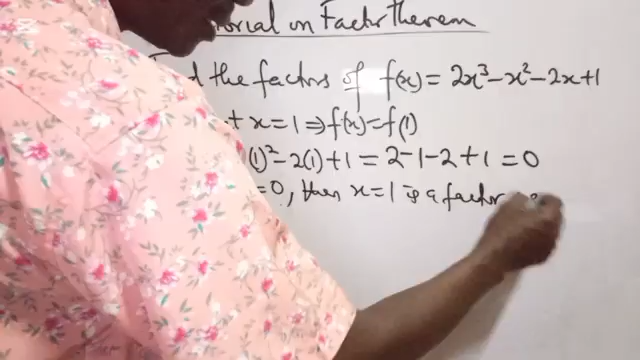 orial on Factor Theorem
the factors of f(x) = 2x³-x²-2x+1
x=1 ⇒ f(x)=f(1)
(1)²-2(1)+1 = 2-1-2+1 = 0
=0, then x=1 is a factor